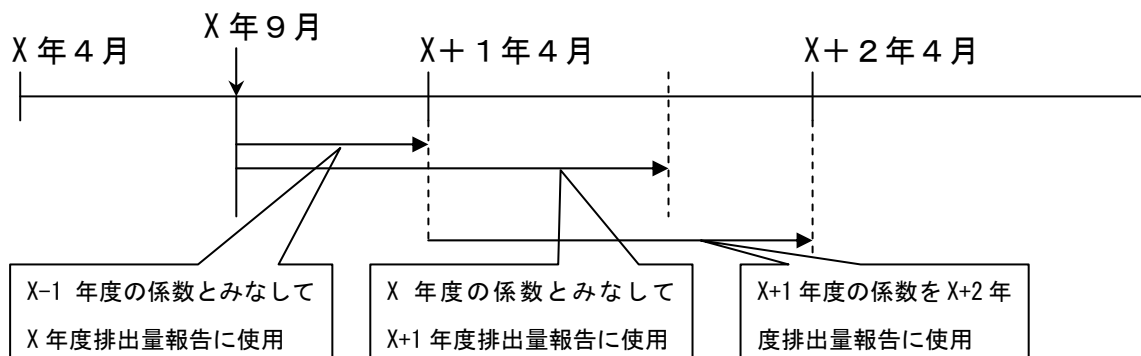 X年4月
X年9月
X+1年4月
X+2年4月
X-1 年度の係数とみなして
X 年度排出量報告に使用
X 年度の係数とみなして
X+1 年度排出量報告に使用
X+1 年度の係数を X+2 年
度排出量報告に使用